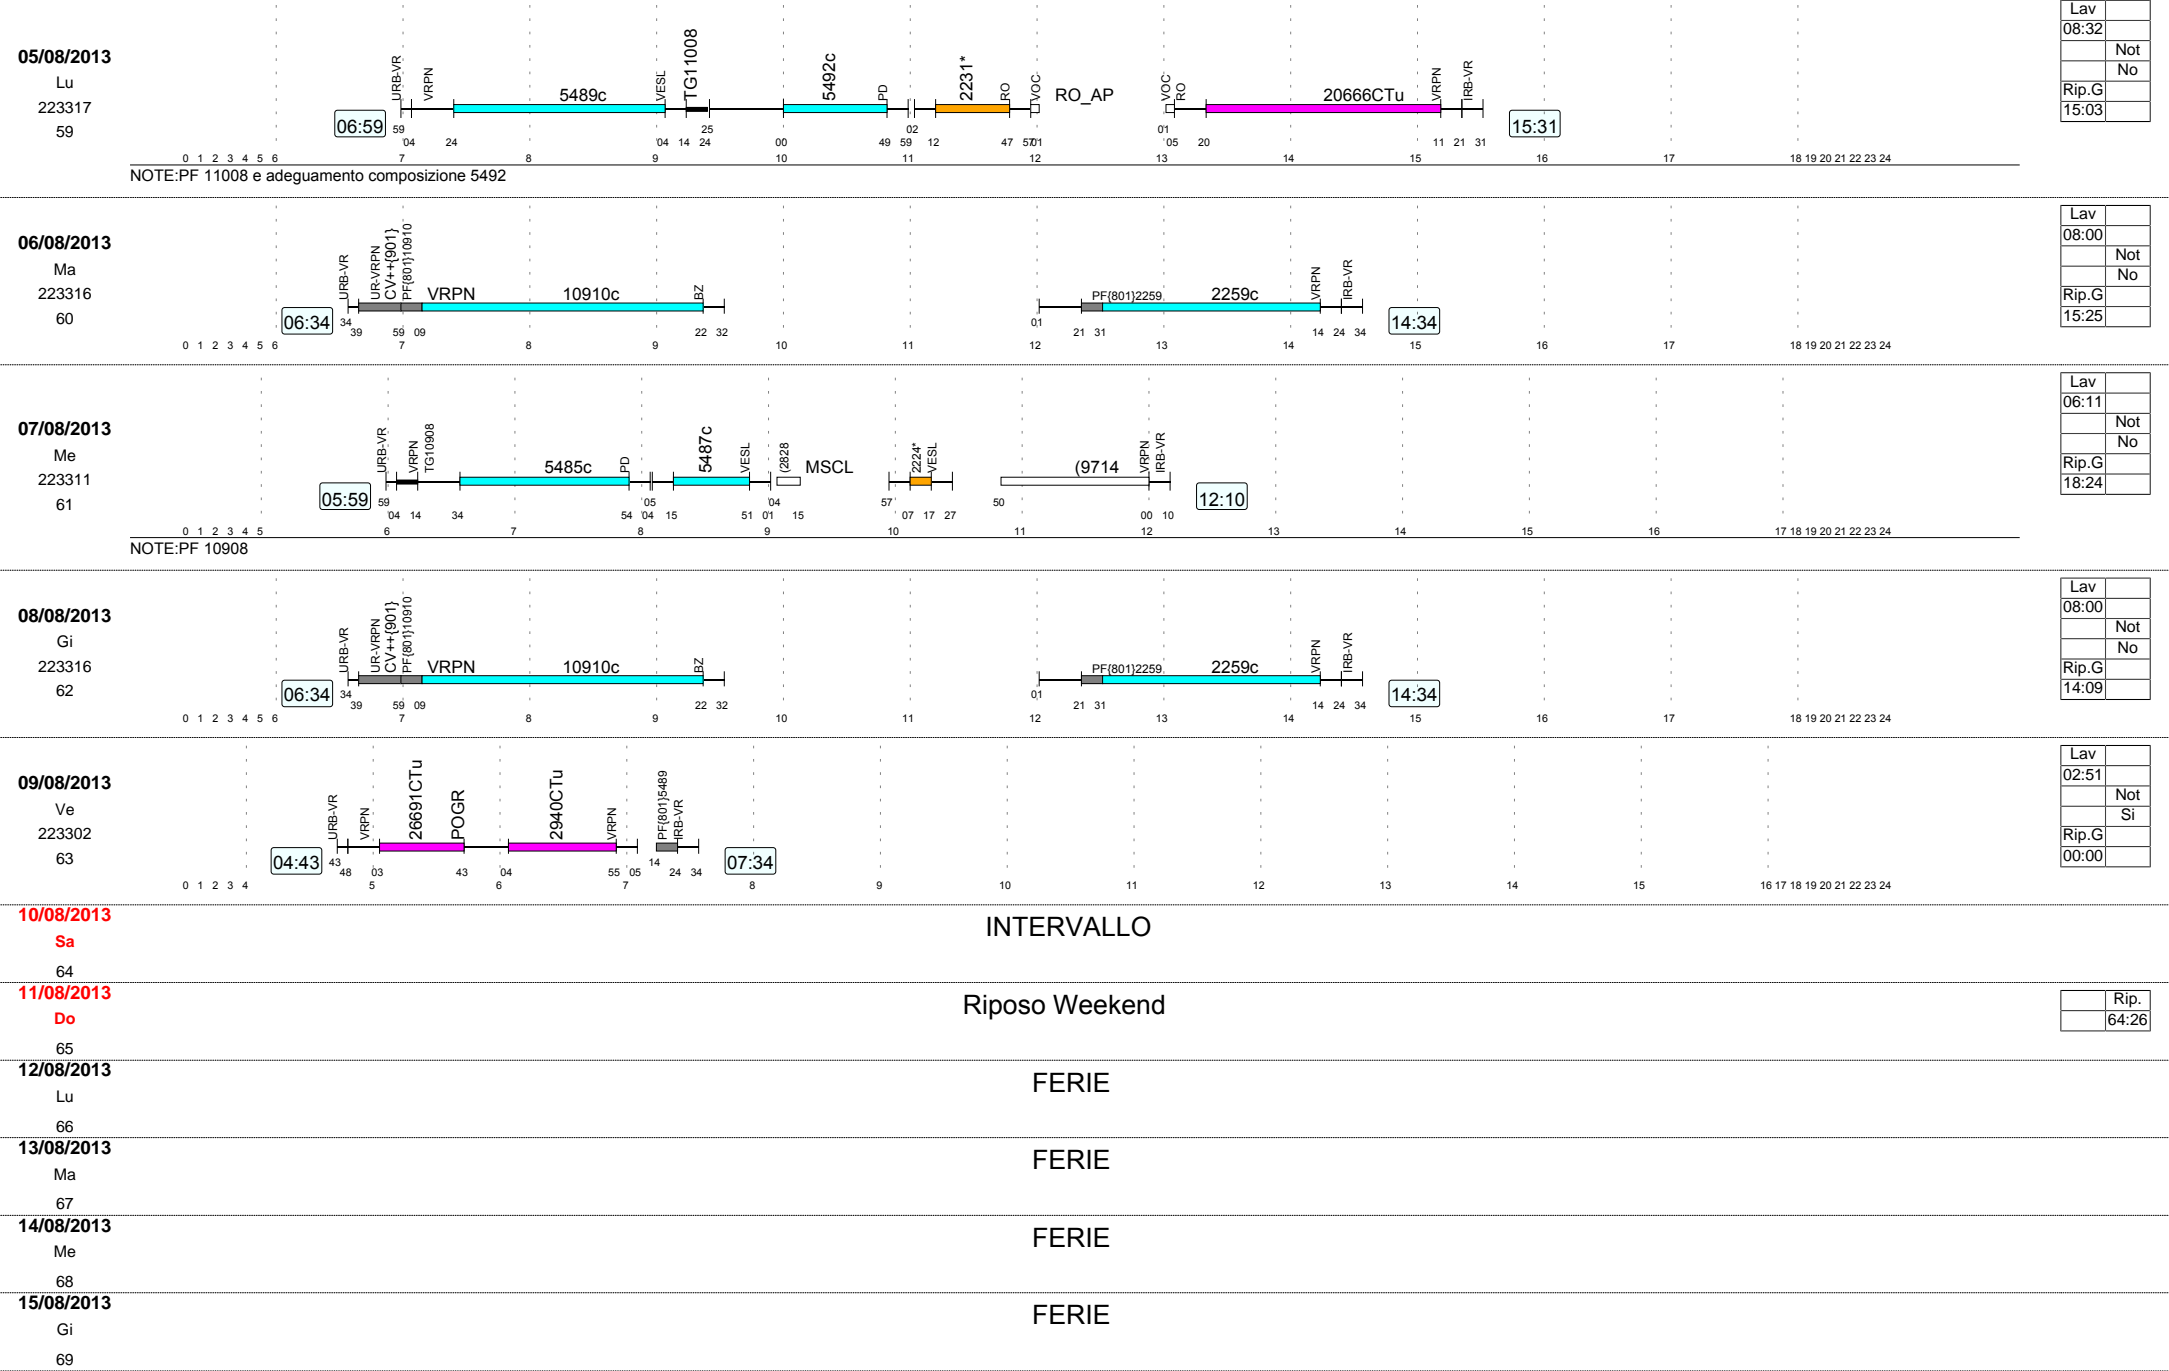 05/08/2013
Lu
223317
59
06:59
URB-VR
VRPN
5489c
VESL
TG11008
5492c
PD
2231*
RO
VOC
RO_AP
VOC
RO
20666CTu
VRPN
IRB-VR
15:31
59 04 24 04 14 24 25 00 49 59 02 12 47 57 01 01 05 20 11 21 31
0 1 2 3 4 5 6 7 8 9 10 11 12 13 14 15 16 17 18 19 20 21 22 23 24
NOTE:PF 11008 e adeguamento composizione 5492
Lav
08:32
Not
No
Rip.G
15:03
06/08/2013
Ma
223316
60
06:34
URB-VR
UR-VRPN
CV++{901}
PF{801}10910
VRPN
10910c
BZ
PF{801}2259
2259c
VRPN
IRB-VR
14:34
34 39 59 09 22 32 01 21 31 14 24 34
0 1 2 3 4 5 6 7 8 9 10 11 12 13 14 15 16 17 18 19 20 21 22 23 24
Lav
08:00
Not
No
Rip.G
15:25
07/08/2013
Me
223311
61
05:59
URB-VR
VRPN
TG10908
5485c
PD
5487c
VESL
(2828
MSCL
2224*
VESL
(9714
VRPN
IRB-VR
12:10
59 04 14 34 54 04 05 15 51 01 04 15 57 07 17 27 50 00 10
0 1 2 3 4 5 6 7 8 9 10 11 12 13 14 15 16 17 18 19 20 21 22 23 24
NOTE:PF 10908
Lav
06:11
Not
No
Rip.G
18:24
08/08/2013
Gi
223316
62
06:34
URB-VR
UR-VRPN
CV++{901}
PF{801}10910
VRPN
10910c
BZ
PF{801}2259
2259c
VRPN
IRB-VR
14:34
34 39 59 09 22 32 01 21 31 14 24 34
0 1 2 3 4 5 6 7 8 9 10 11 12 13 14 15 16 17 18 19 20 21 22 23 24
Lav
08:00
Not
No
Rip.G
14:09
09/08/2013
Ve
223302
63
04:43
URB-VR
VRPN
26691CTu
POGR
2940CTu
VRPN
PF{801}5489
IRB-VR
07:34
43 48 03 43 04 55 05 14 24 34
0 1 2 3 4 5 6 7 8 9 10 11 12 13 14 15 16 17 18 19 20 21 22 23 24
Lav
02:51
Not
Si
Rip.G
00:00
10/08/2013
Sa
64
INTERVALLO
11/08/2013
Do
65
Riposo Weekend
Rip.
64:26
12/08/2013
Lu
66
FERIE
13/08/2013
Ma
67
FERIE
14/08/2013
Me
68
FERIE
15/08/2013
Gi
69
FERIE